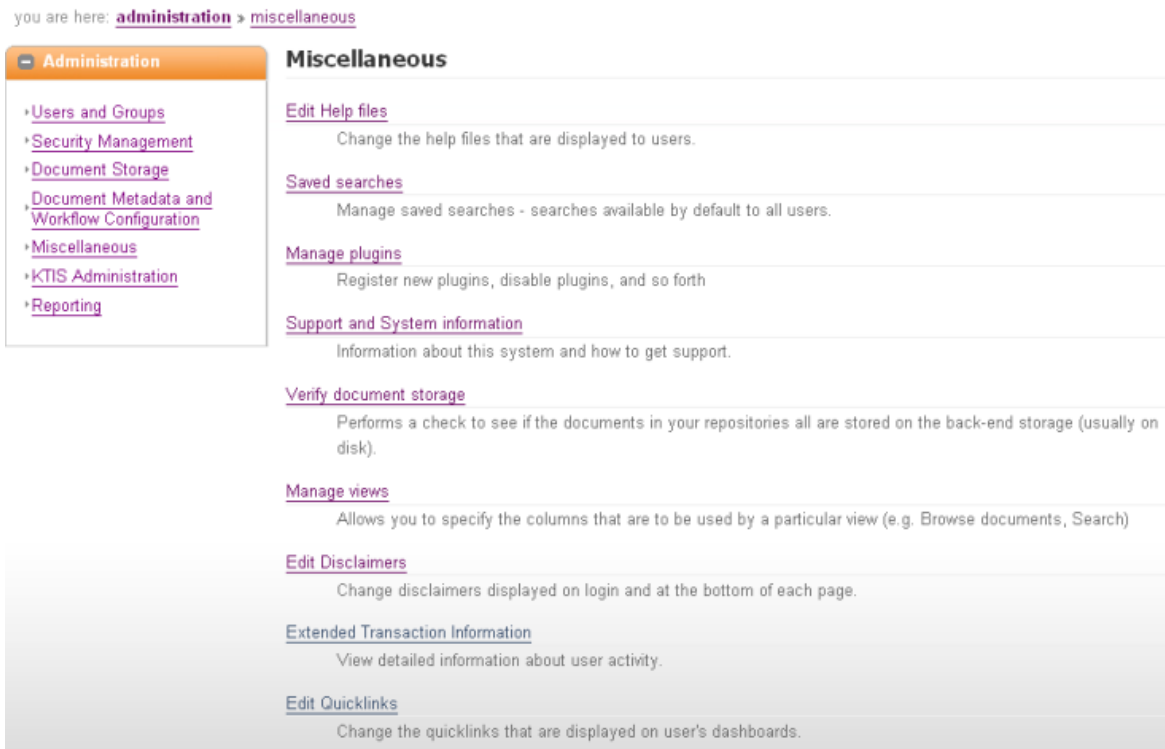 you are here: administration » miscellaneous
Administration
Users and Groups
Security Management
Document Storage
Document Metadata and
Workflow Configuration
Miscellaneous
KTIS Administration
Reporting
Miscellaneous
Edit Help files
Change the help files that are displayed to users.
Saved searches
Manage saved searches - searches available by default to all users.
Manage plugins
Register new plugins, disable plugins, and so forth
Support and System information
Information about this system and how to get support.
Verify document storage
Performs a check to see if the documents in your repositories all are stored on the back-end storage (usually on
disk).
Manage views
Allows you to specify the columns that are to be used by a particular view (e.g. Browse documents, Search)
Edit Disclaimers
Change disclaimers displayed on login and at the bottom of each page.
Extended Transaction Information
View detailed information about user activity.
Edit Quicklinks
Change the quicklinks that are displayed on user's dashboards.